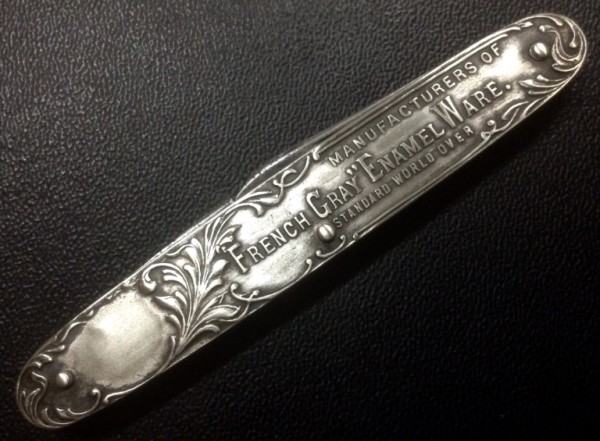 MANUFACTURERS OF
"FRENCH GRAY" ENAMEL WARE.
STANDARD WORLD OVER